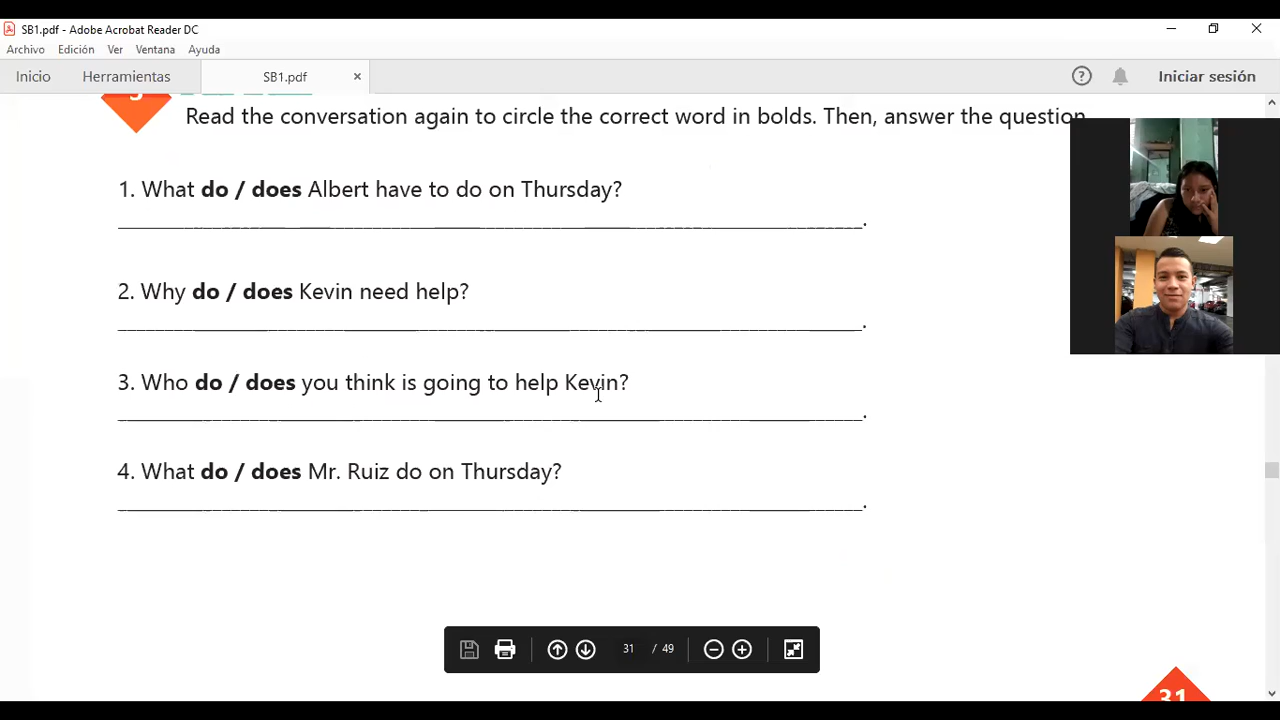 SB1.pdf - Adobe Acrobat Reader DC
Archivo Edición Ver Ventana Ayuda
Inicio Herramientas SB1.pdf × Iniciar sesión
Read the conversation again to circle the correct word in bolds. Then, answer the question
1. What do / does Albert have to do on Thursday?
.
2. Why do / does Kevin need help?
.
3. Who do / does you think is going to help Kevin?
.
4. What do / does Mr. Ruiz do on Thursday?
.
31 / 49
31